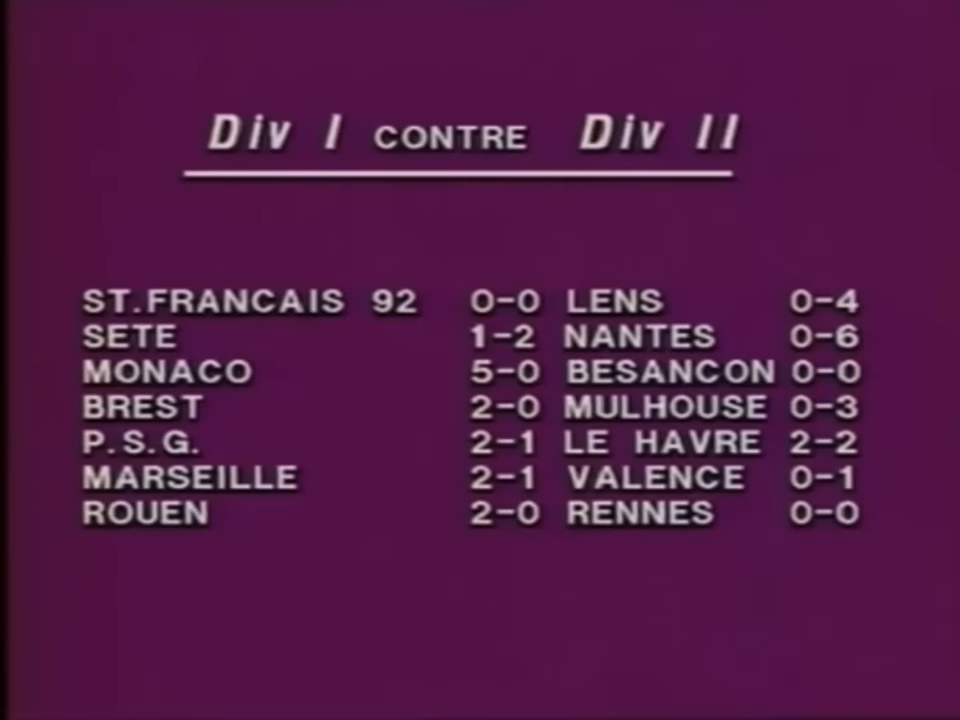 Div I CONTRE Div II
ST.FRANCAIS 92 0-0 LENS 0-4
SETE 1-2 NANTES 0-6
MONACO 5-0 BESANCON 0-0
BREST 2-0 MULHOUSE 0-3
P.S.G. 2-1 LE HAVRE 2-2
MARSEILLE 2-1 VALENCE 0-1
ROUEN 2-0 RENNES 0-0